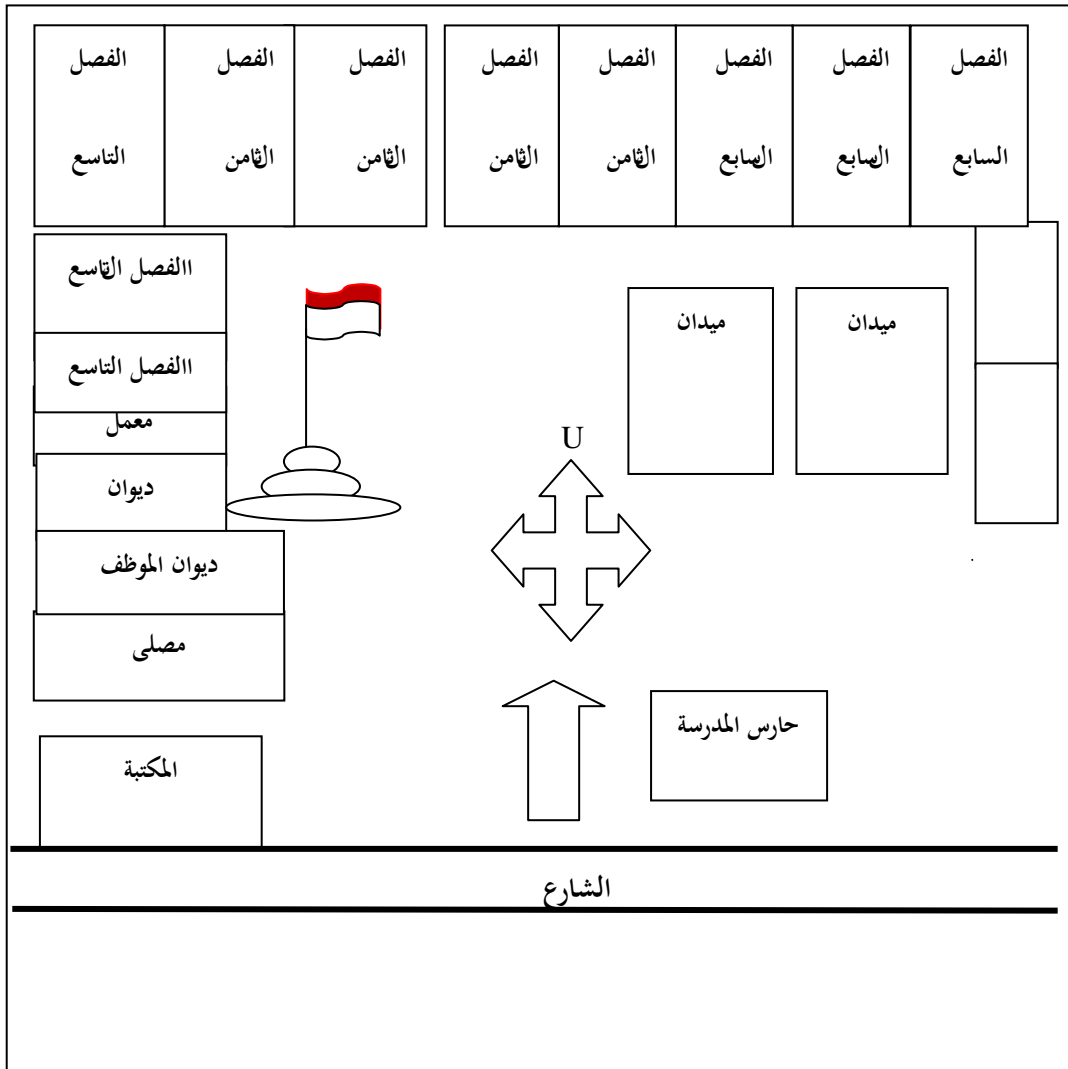 الفصل الفصل الفصل الفصل الفصل الفصل الفصل الفصل
السابع السابع السابع الثامن الثامن الثامن الثامن التاسع
االفصل التاسع
ميدان ميدان
االفصل التاسع
معمل
U
ديوان
ديوان الموظف
مصلى
حارس المدرسة
المكتبة
الشارع